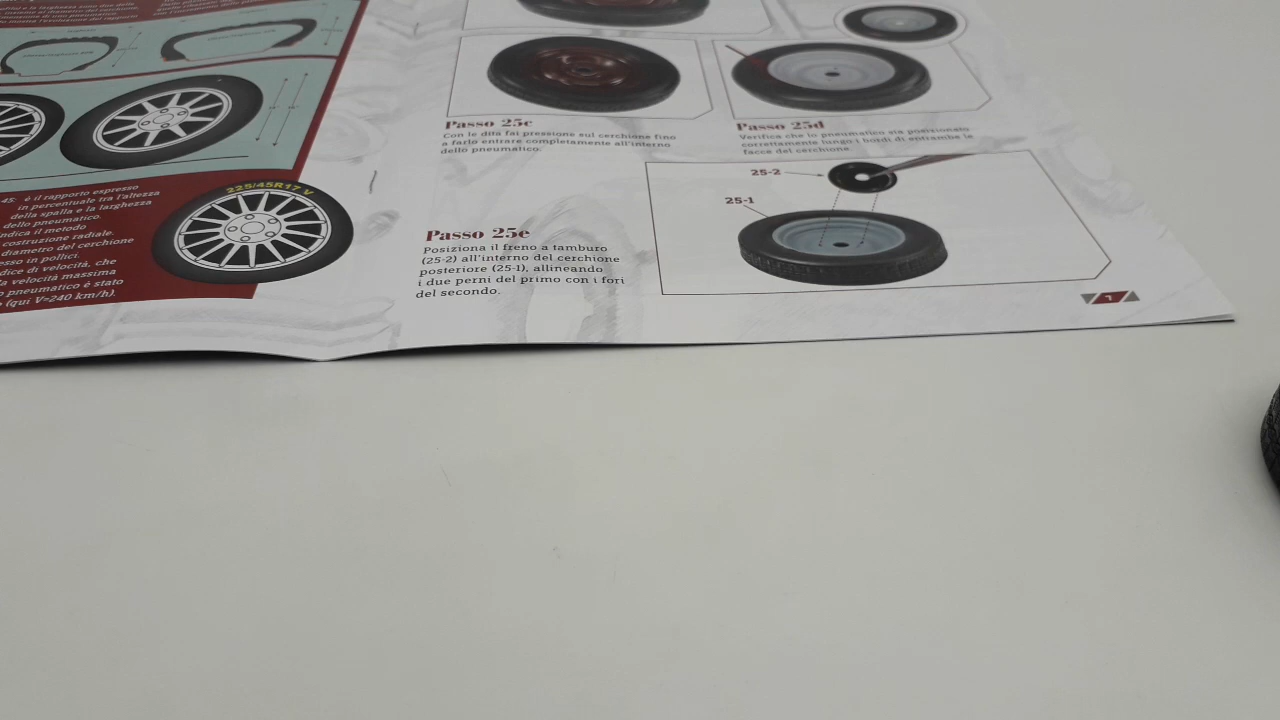 225/45R17 V
45: è il rapporto espresso
in percentuale tra l'altezza
della spalla e la larghezza
dello pneumatico.
indica il metodo
costruzione radiale.
diametro del cerchione
esso in pollici.
dice di velocità, che
la velocità massima
o pneumatico è stato
(qui V=240 km/h).
Passo 25c
Con le dita fai pressione sul cerchione fino
a farlo entrare completamente all'interno
dello pneumatico.
Passo 25d
Verifica che lo pneumatico sia posizionato
correttamente lungo i bordi di entrambe le
facce del cerchione.
Passo 25e
Posiziona il freno a tamburo
(25-2) all'interno del cerchione
posteriore (25-1), allineando
i due perni del primo con i fori
del secondo.
25-2
25-1